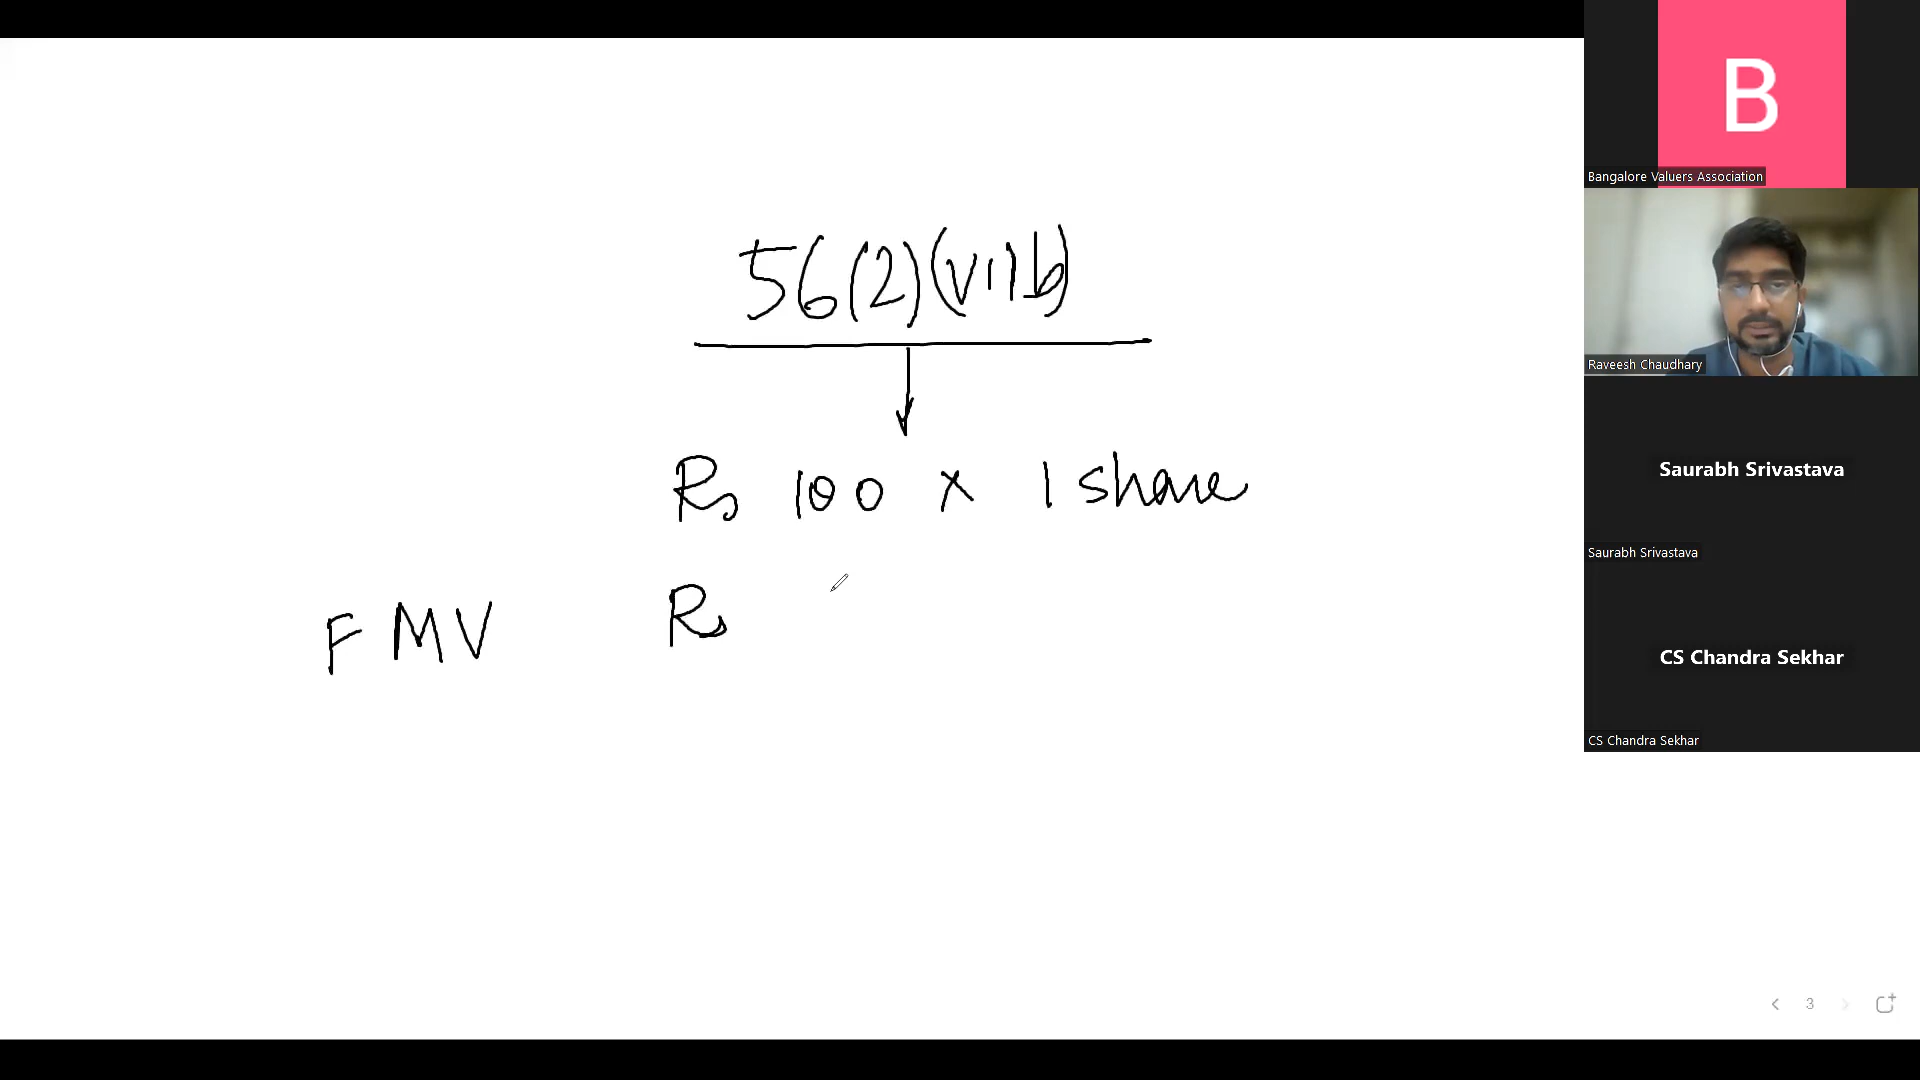 56(2)(viib)
Rs 100 x 1 share
FMV Rs
B
Bangalore Valuers Association
Raveesh Chaudhary
Saurabh Srivastava
Saurabh Srivastava
CS Chandra Sekhar
CS Chandra Sekhar
< 3 >